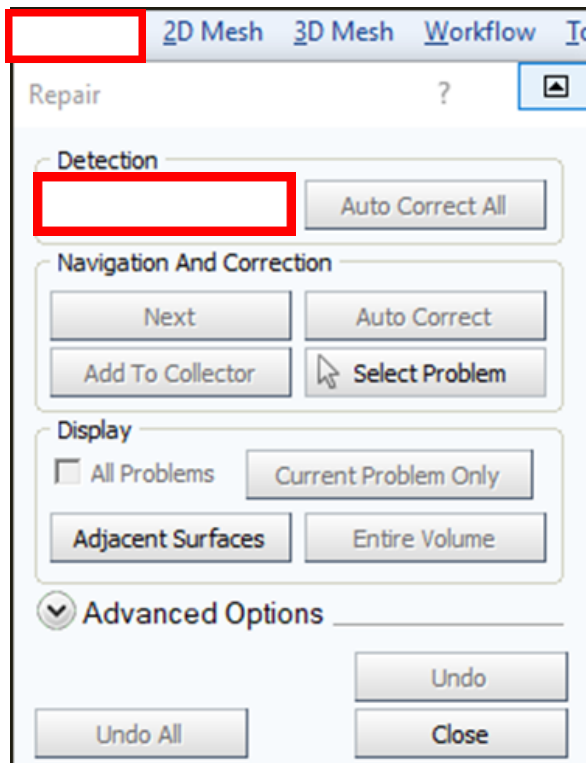 2D Mesh 3D Mesh Workflow To
Repair ?
Detection
Auto Correct All
Navigation And Correction
Next Auto Correct
Add To Collector Select Problem
Display
All Problems Current Problem Only
Adjacent Surfaces Entire Volume
Advanced Options
Undo
Undo All Close